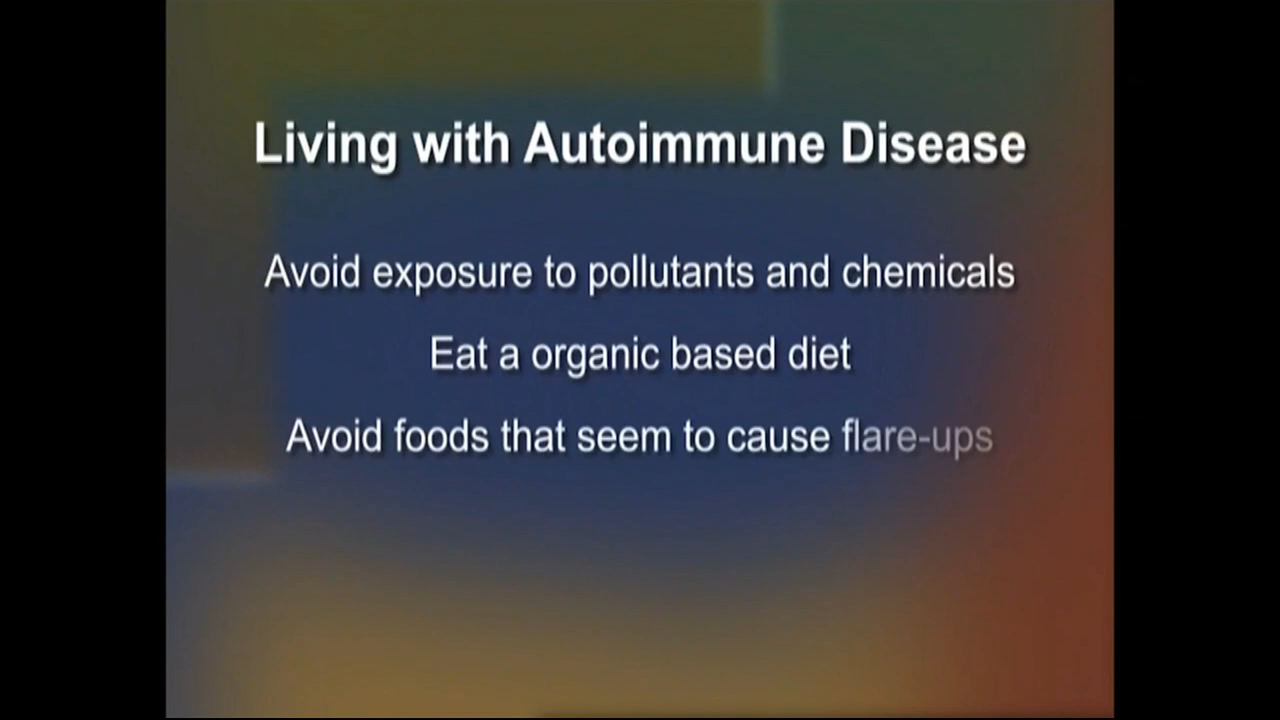 Living with Autoimmune Disease
Avoid exposure to pollutants and chemicals
Eat a organic based diet
Avoid foods that seem to cause flare-ups